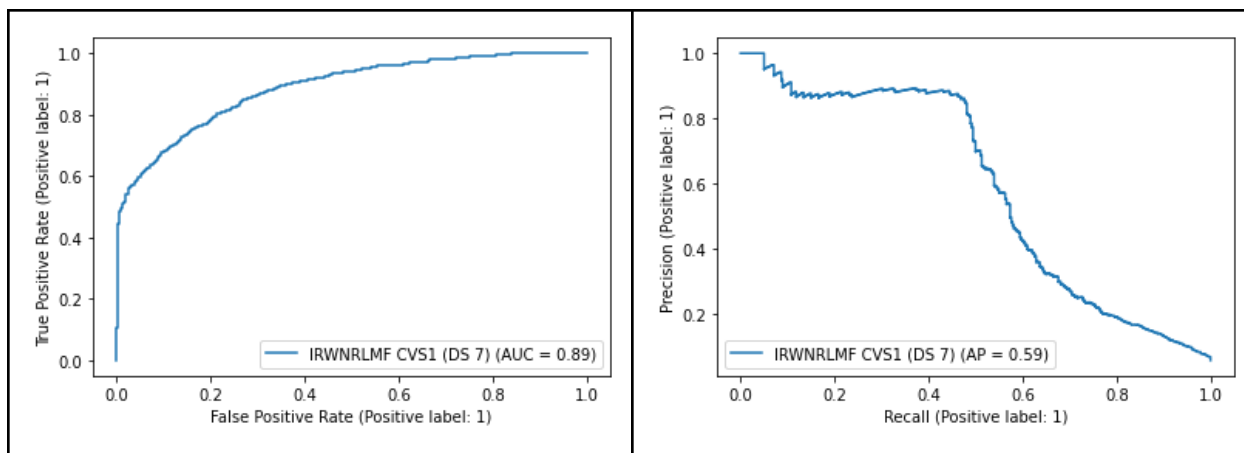 1.0
0.8
0.6
0.4
0.2
0.0
True Positive Rate (Positive label: 1)
IRWNRLMF CVS1 (DS 7) (AUC = 0.89)
0.0 0.2 0.4 0.6 0.8 1.0
False Positive Rate (Positive label: 1)
1.0
0.8
0.6
0.4
0.2
Precision (Positive label: 1)
IRWNRLMF CVS1 (DS 7) (AP = 0.59)
0.0 0.2 0.4 0.6 0.8 1.0
Recall (Positive label: 1)